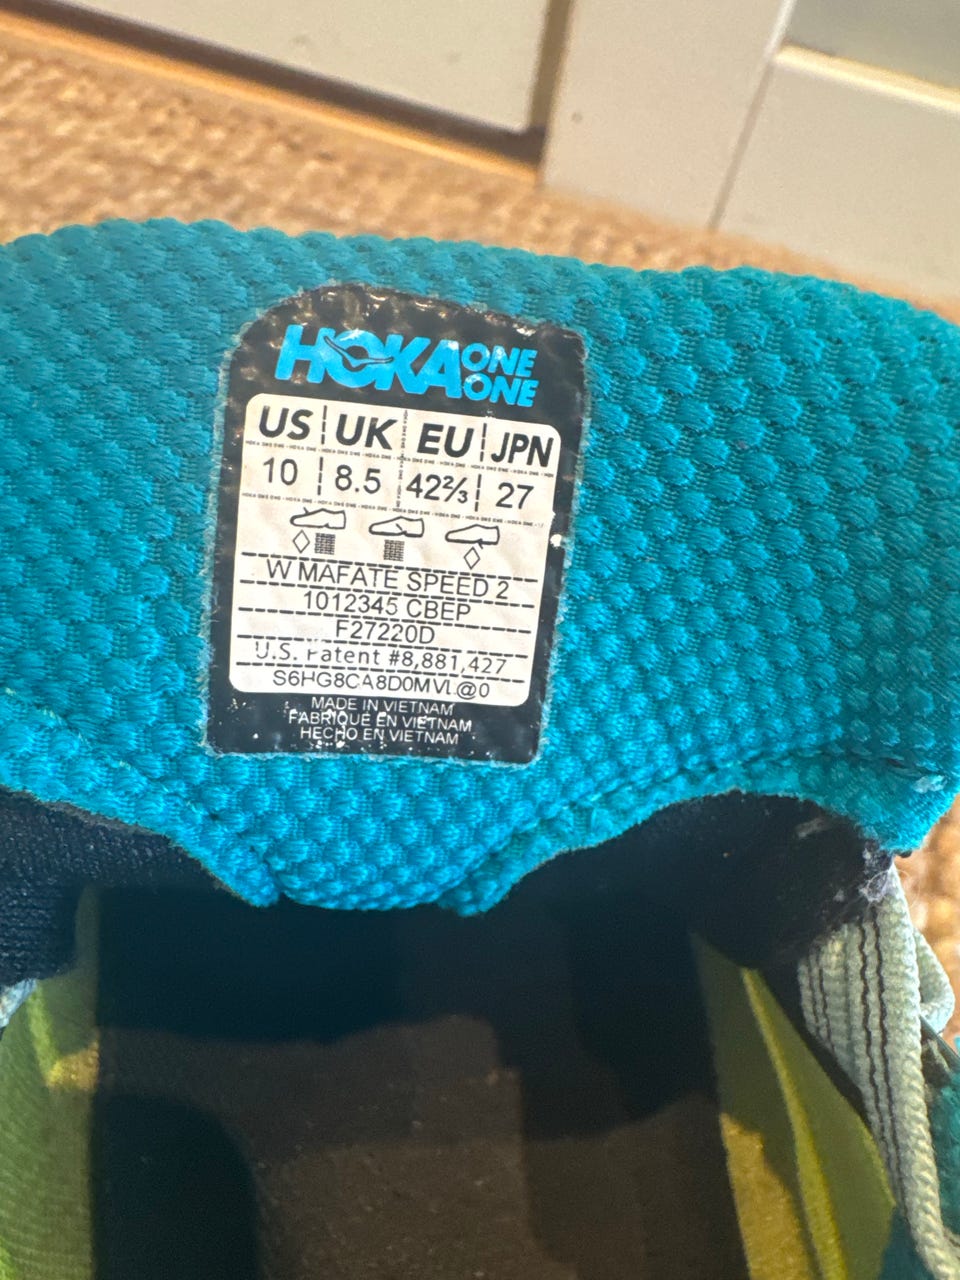 HOKA ONE ONE
US UK EU JPN
10 8.5 42⅔ 27
W MAFATE SPEED 2
1012345 CBEP
F27220D
U.S. Patent #8,881,427
S6HG8CA8D0MVL@0
MADE IN VIETNAM
FABRIQUÉ EN VIETNAM
HECHO EN VIETNAM